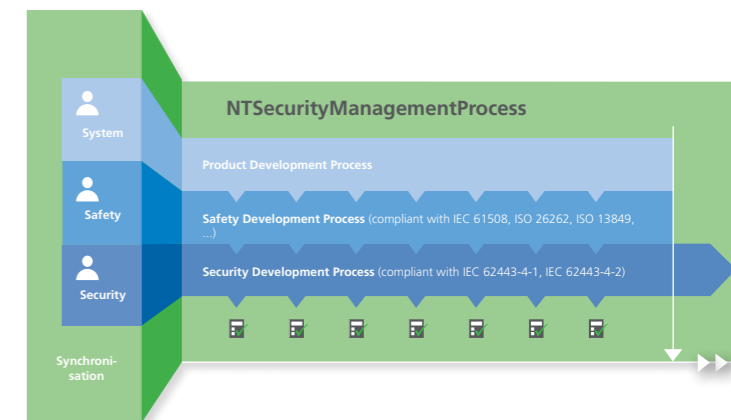 NTSecurityManagementProcess
System
Product Development Process
Safety
Safety Development Process (compliant with IEC 61508, ISO 26262, ISO 13849,
...)
Security
Security Development Process (compliant with IEC 62443-4-1, IEC 62443-4-2)
Synchroni-
sation